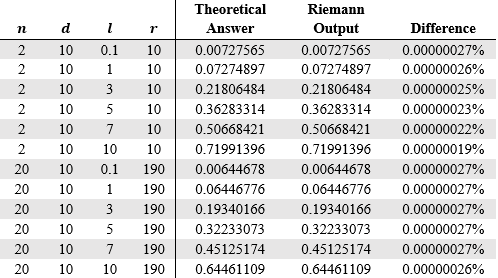 n d l r Theoretical Answer Riemann Output Difference
2 10 0.1 10 0.00727565 0.00727565 0.00000027%
2 10 1 10 0.07274897 0.07274897 0.00000026%
2 10 3 10 0.21806484 0.21806484 0.00000025%
2 10 5 10 0.36283314 0.36283314 0.00000023%
2 10 7 10 0.50668421 0.50668421 0.00000022%
2 10 10 10 0.71991396 0.71991396 0.00000019%
20 10 0.1 190 0.00644678 0.00644678 0.00000027%
20 10 1 190 0.06446776 0.06446776 0.00000027%
20 10 3 190 0.19340166 0.19340166 0.00000027%
20 10 5 190 0.32233073 0.32233073 0.00000027%
20 10 7 190 0.45125174 0.45125174 0.00000027%
20 10 10 190 0.64461109 0.64461109 0.00000026%